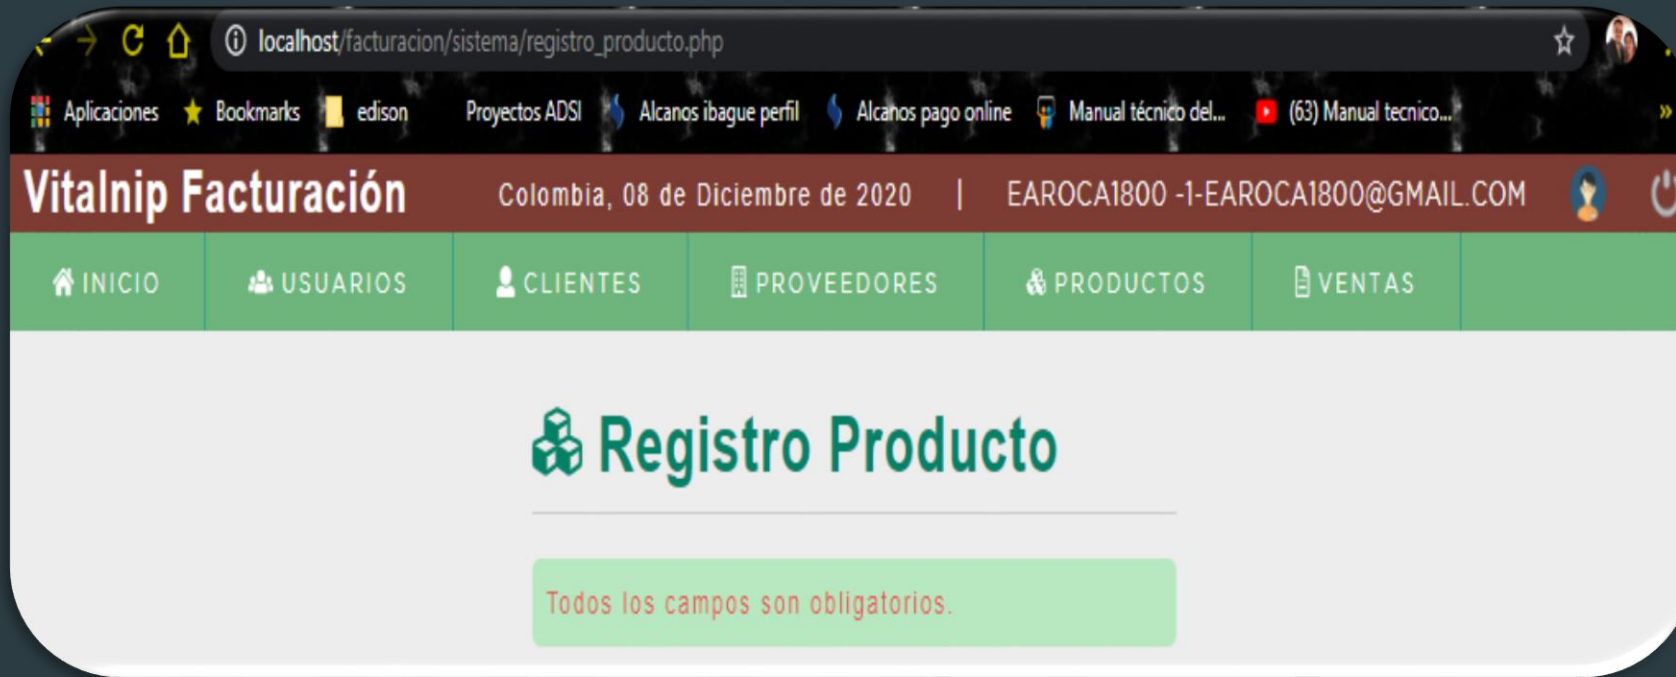 localhost/facturacion/sistema/registro_producto.php
Aplicaciones Bookmarks edison Proyectos ADSI Alcanos ibague perfil Alcanos pago online Manual técnico del... (63) Manual tecnico... »
Vitalnip Facturación Colombia, 08 de Diciembre de 2020 | EAROCA1800 -1-EAROCA1800@GMAIL.COM
INICIO USUARIOS CLIENTES PROVEEDORES PRODUCTOS VENTAS
Registro Producto
Todos los campos son obligatorios.